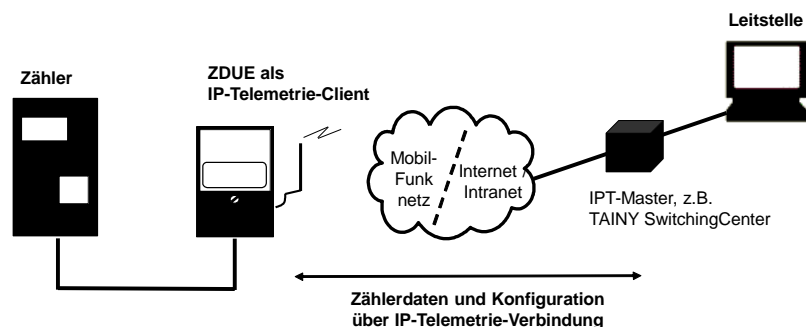 Leitstelle
Zähler
ZDUE als
IP-Telemetrie-Client
Mobil-
Funk
netz
Internet /
Intranet
IPT-Master, z.B.
TAINY SwitchingCenter
Zählerdaten und Konfiguration
über IP-Telemetrie-Verbindung